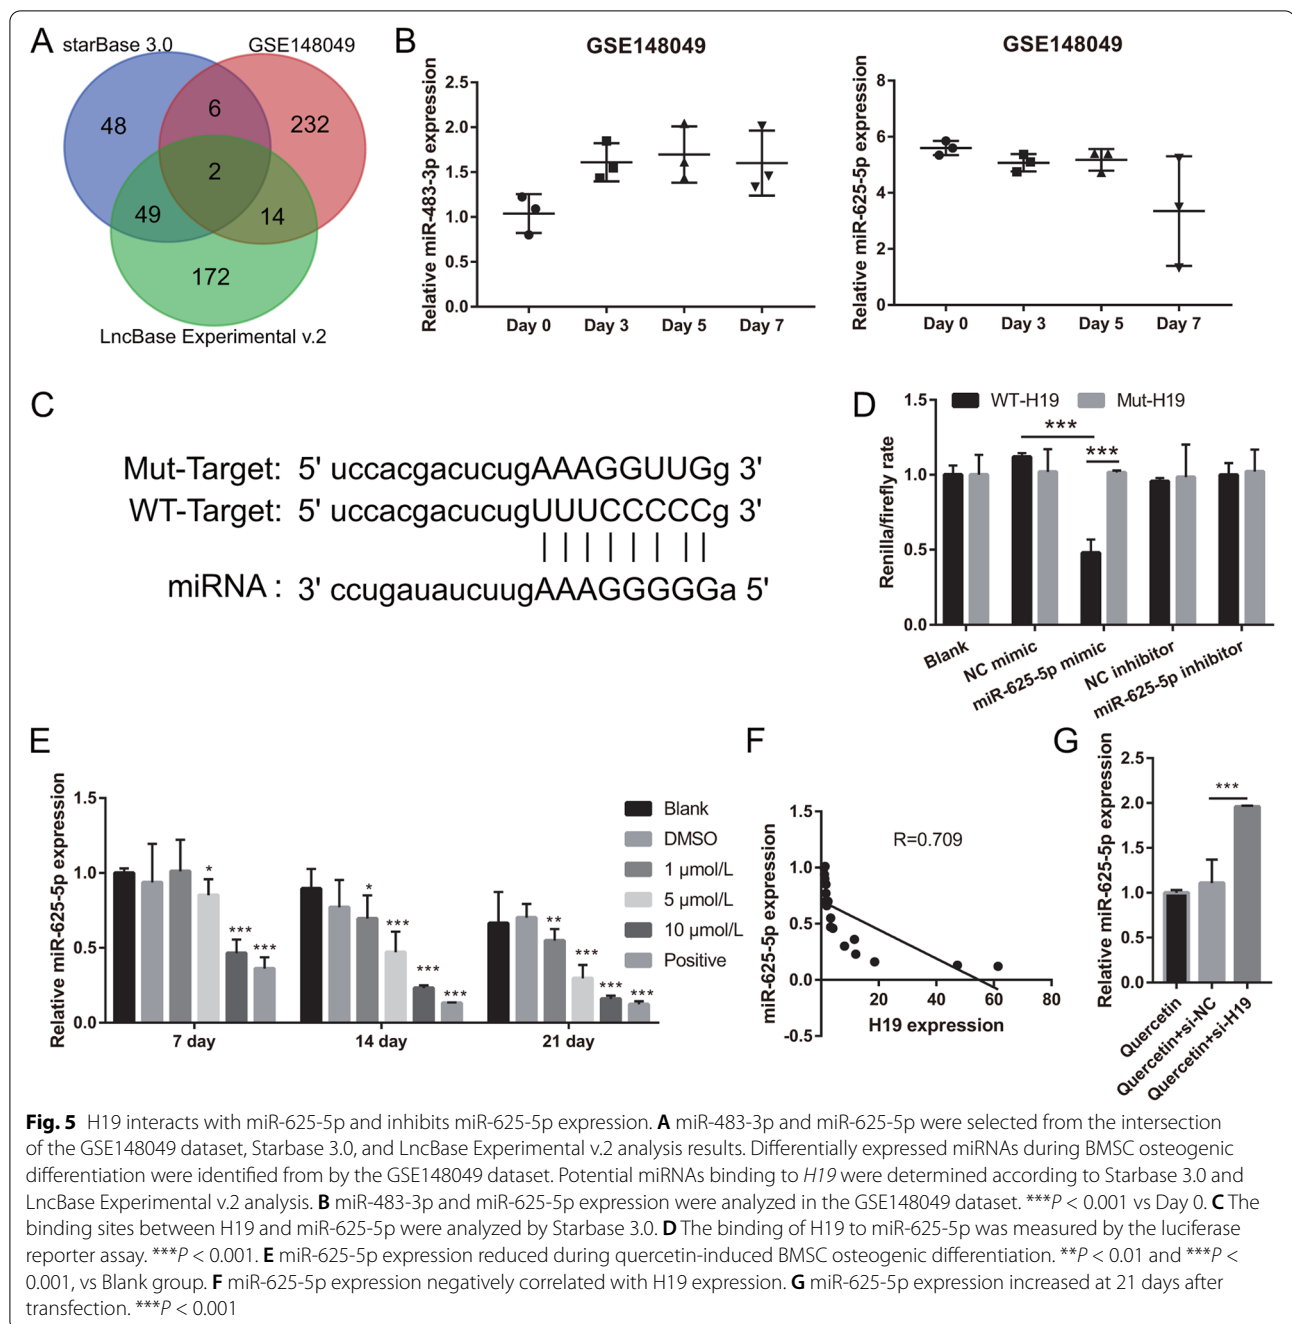 A
starBase 3.0
GSE148049
48
6
232
2
49
14
172
LncBase Experimental v.2
B
GSE148049
Relative miR-483-3p expression
2.5
2.0
1.5
1.0
0.5
0.0
Day 0 Day 3 Day 5 Day 7
GSE148049
Relative miR-625-5p expression
8
6
4
2
0
Day 0 Day 3 Day 5 Day 7
C
Mut-Target: 5' uccacgacucugAAAGGUUGg 3'
WT-Target: 5' uccacgacucugUUUCCCCCg 3'
miRNA : 3' ccugauaucuugAAAGGGGGa 5'
D
WT-H19 Mut-H19
Renilla/firefly rate
1.5
1.0
0.5
0.0
***
***
Blank
NC mimic
miR-625-5p mimic
NC inhibitor
miR-625-5p inhibitor
E
Relative miR-625-5p expression
1.5
1.0
0.5
0.0
* *** ***
* *** *** ***
** *** *** ***
7 day 14 day 21 day
Blank
DMSO
1 μmol/L
5 μmol/L
10 μmol/L
Positive
F
miR-625-5p expression
1.5
1.0
0.5
0.0
-0.5
R=0.709
20 40 60 80
H19 expression
G
Relative miR-625-5p expression
2.5
2.0
1.5
1.0
0.5
0.0
***
Quercetin
Quercetin+si-NC
Quercetin+si-H19
Fig. 5 H19 interacts with miR-625-5p and inhibits miR-625-5p expression. A miR-483-3p and miR-625-5p were selected from the intersection
of the GSE148049 dataset, Starbase 3.0, and LncBase Experimental v.2 analysis results. Differentially expressed miRNAs during BMSC osteogenic
differentiation were identified from by the GSE148049 dataset. Potential miRNAs binding to H19 were determined according to Starbase 3.0 and
LncBase Experimental v.2 analysis. B miR-483-3p and miR-625-5p expression were analyzed in the GSE148049 dataset. ***P < 0.001 vs Day 0. C The
binding sites between H19 and miR-625-5p were analyzed by Starbase 3.0. D The binding of H19 to miR-625-5p was measured by the luciferase
reporter assay. ***P < 0.001. E miR-625-5p expression reduced during quercetin-induced BMSC osteogenic differentiation. **P < 0.01 and ***P <
0.001, vs Blank group. F miR-625-5p expression negatively correlated with H19 expression. G miR-625-5p expression increased at 21 days after
transfection. ***P < 0.001